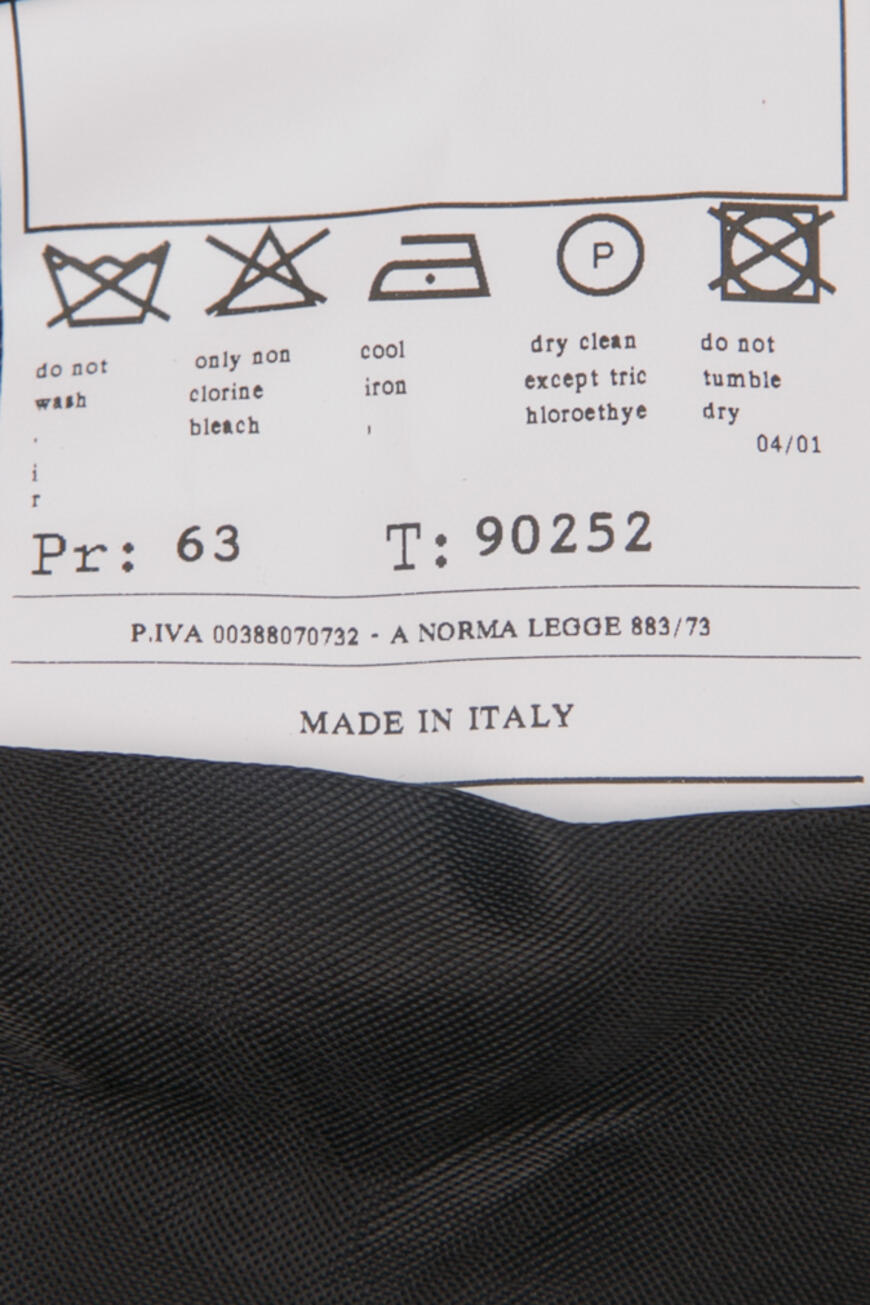 P
do not
wash
.
i
r
only non
clorine
bleach
cool
iron
,
dry clean
except tric
hloroethye
do not
tumble
dry
04/01
Pr: 63 T: 90252
P.IVA 00388070732 - A NORMA LEGGE 883/73
MADE IN ITALY